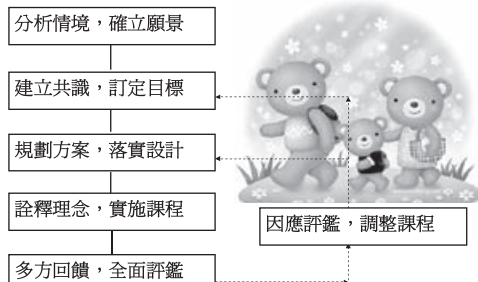 分析情境，確立願景
建立共識，訂定目標
規劃方案，落實設計
詮釋理念，實施課程
因應評鑑，調整課程
多方回饋，全面評鑑